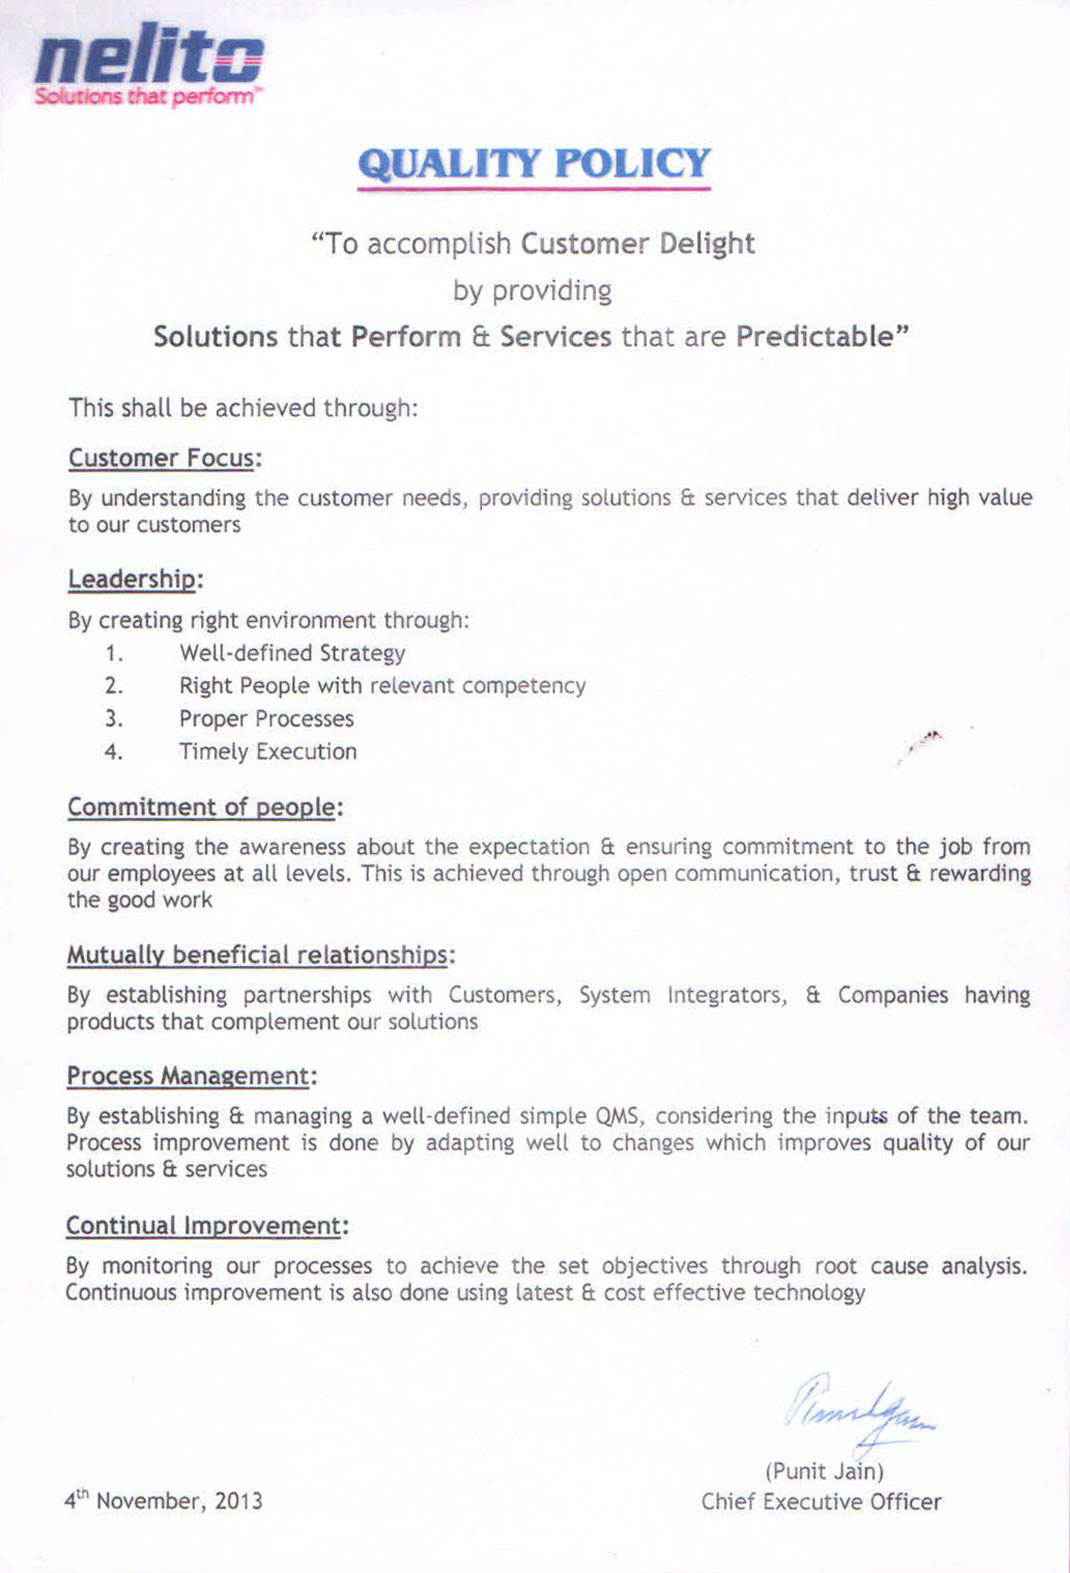 nelito
Solutions that perform™
QUALITY POLICY
“To accomplish Customer Delight
by providing
Solutions that Perform & Services that are Predictable”
This shall be achieved through:
Customer Focus:
By understanding the customer needs, providing solutions & services that deliver high value
to our customers
Leadership:
By creating right environment through:
1. Well-defined Strategy
2. Right People with relevant competency
3. Proper Processes
4. Timely Execution
Commitment of people:
By creating the awareness about the expectation & ensuring commitment to the job from
our employees at all levels. This is achieved through open communication, trust & rewarding
the good work
Mutually beneficial relationships:
By establishing partnerships with Customers, System Integrators, & Companies having
products that complement our solutions
Process Management:
By establishing & managing a well-defined simple QMS, considering the inputs of the team.
Process improvement is done by adapting well to changes which improves quality of our
solutions & services
Continual Improvement:
By monitoring our processes to achieve the set objectives through root cause analysis.
Continuous improvement is also done using latest & cost effective technology
(Punit Jain)
4th November, 2013 Chief Executive Officer